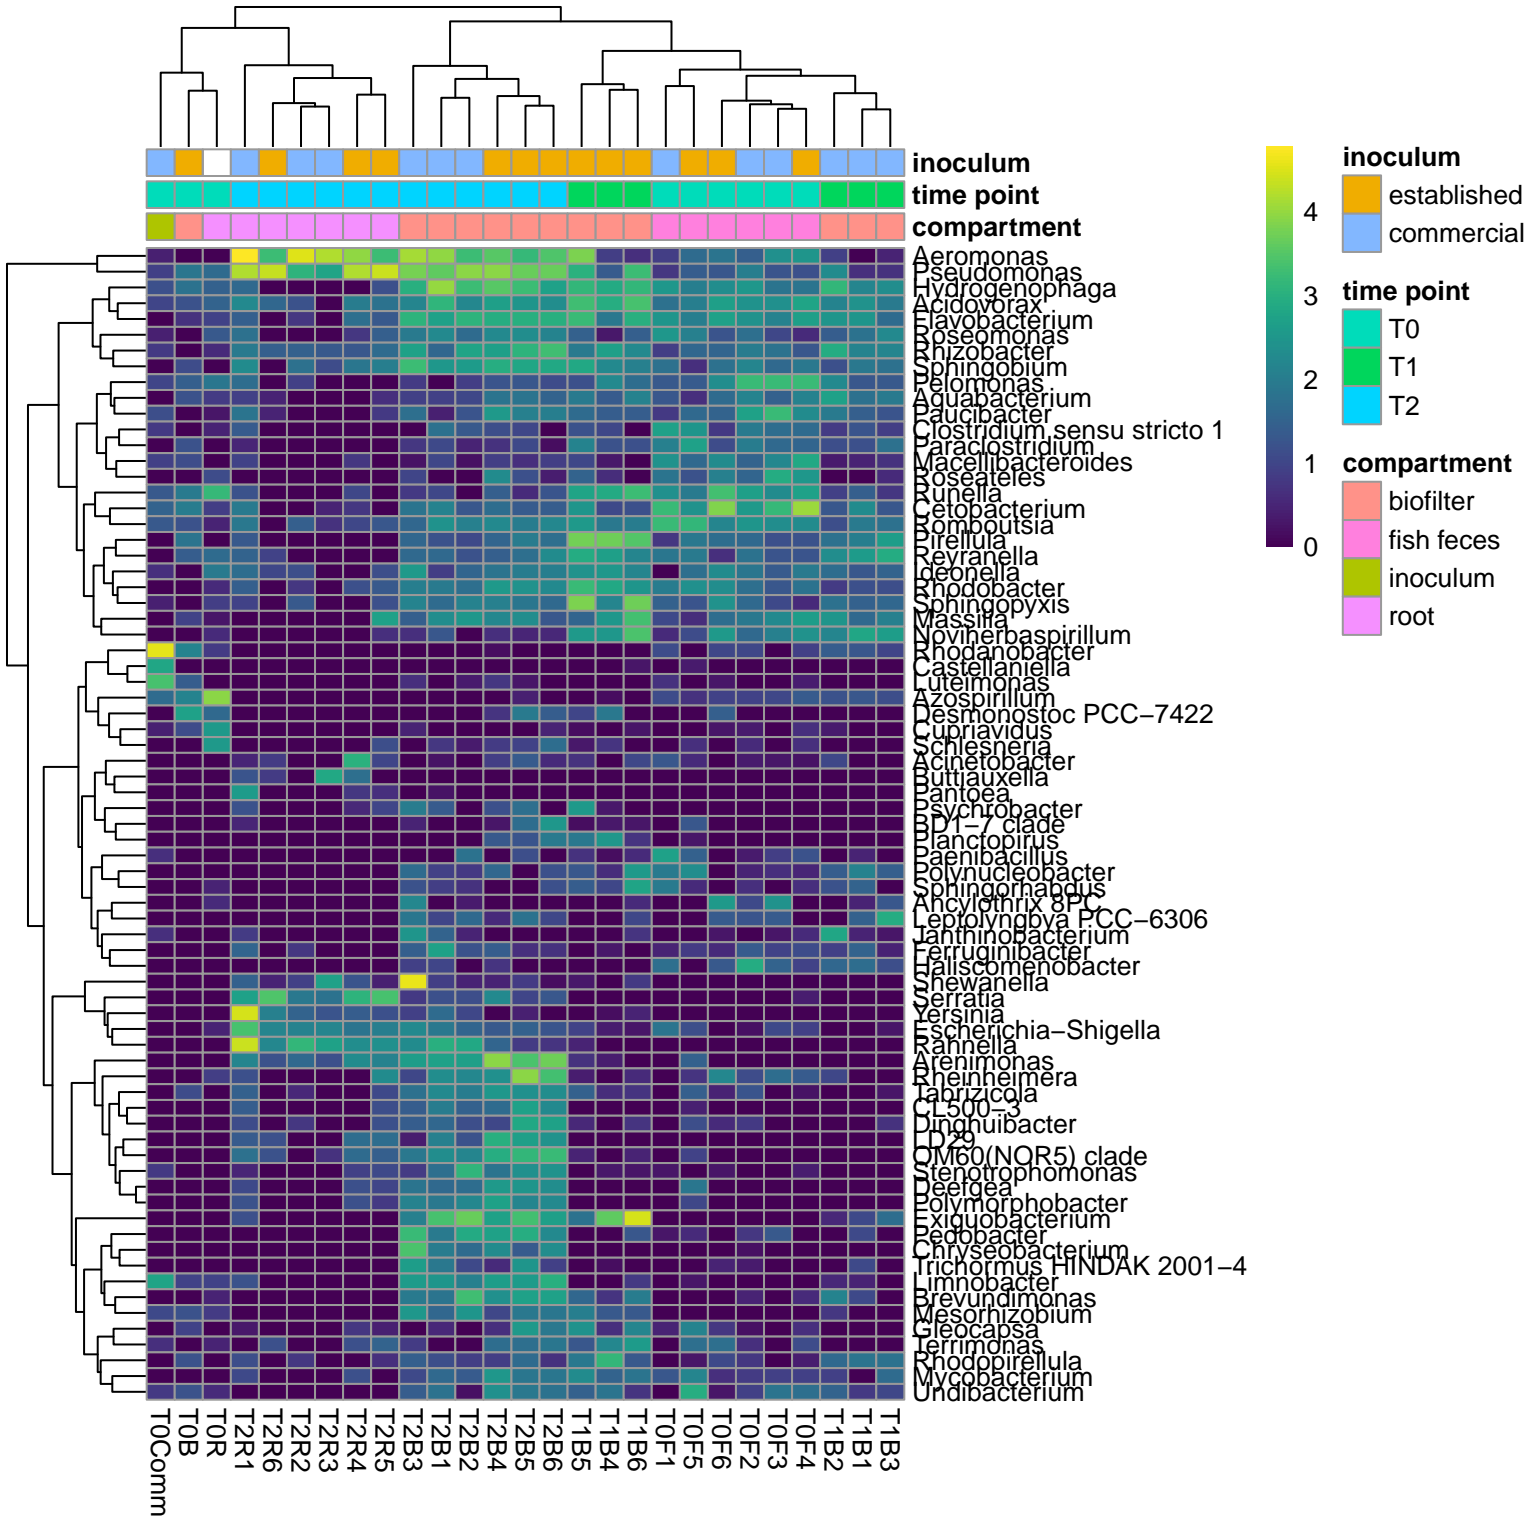 inoculum
time point
compartment
Aeromonas
Pseudomonas
Hydrogenophaga
Acidovorax
Flavobacterium
Roseomonas
Rhizobacter
Sphingobium
Pelomonas
Aquabacterium
Paucibacter
Clostridium sensu stricto 1
Paraclostridium
Macellibacteroides
Roseateles
Runella
Cetobacterium
Romboutsia
Pirellula
Reyranella
Ideonella
Rhodobacter
Sphingopyxis
Massilia
Noviherbaspirillum
Rhodanobacter
Castellaniella
Luteimonas
Azospirillum
Desmonostoc PCC−7422
Cupriavidus
Schlesneria
Acinetobacter
Buttiauxella
Pantoea
Psychrobacter
BD1−7 clade
Planctopirus
Paenibacillus
Polynucleobacter
Sphingorhabdus
Ancylothrix 8PC
Leptolyngbya PCC−6306
Janthinobacterium
Ferruginibacter
Haliscomenobacter
Shewanella
Serratia
Yersinia
Escherichia−Shigella
Rahnella
Arenimonas
Rheinheimera
Tabrizicola
CL500−3
Dinghuibacter
LD29
OM60(NOR5) clade
Stenotrophomonas
Deefgea
Polymorphobacter
Exiguobacterium
Pedobacter
Chryseobacterium
Trichormus HINDAK 2001−4
Limnobacter
Brevundimonas
Mesorhizobium
Gleocapsa
Terrimonas
Rhodopirellula
Mycobacterium
Undibacterium
T0Comm
T0B
T0R
T2R1
T2R6
T2R2
T2R3
T2R4
T2R5
T2B3
T2B1
T2B2
T2B4
T2B5
T2B6
T1B5
T1B4
T1B6
T0F1
T0F5
T0F6
T0F2
T0F3
T0F4
T1B2
T1B1
T1B3
4
3
2
1
0
inoculum
established
commercial
time point
T0
T1
T2
compartment
biofilter
fish feces
inoculum
root